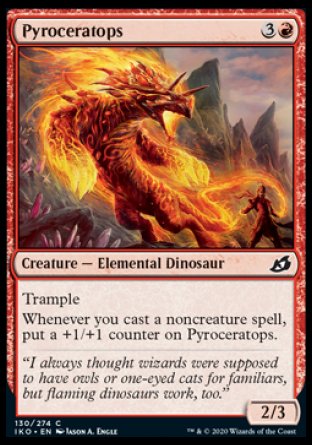 Pyroceratops 3
Creature — Elemental Dinosaur
Trample
Whenever you cast a noncreature spell,
put a +1/+1 counter on Pyroceratops.
“I always thought wizards were supposed
to have owls or one-eyed cats for familiars,
but flaming dinosaurs work, too.”
2/3
130/274 C
IKO • EN Jason A. Engle
™ & © 2020 Wizards of the Coast